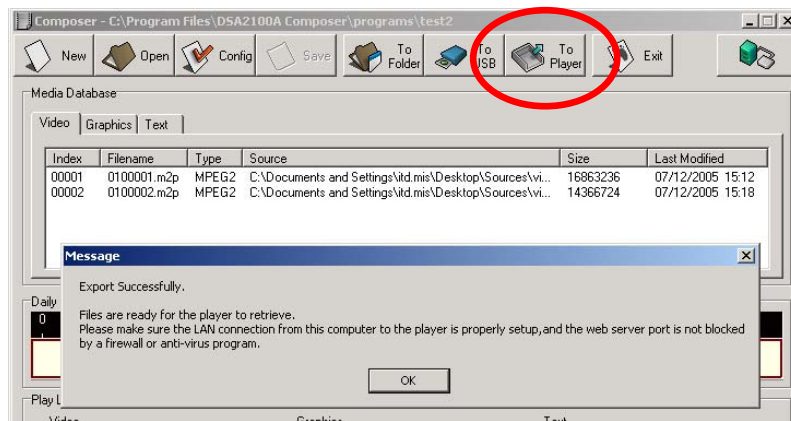 Composer - C:\Program Files\DSA2100A Composer\programs\test2
New Open Config Save To Folder To USB To Player Exit
Media Database
Video Graphics Text
Index Filename Type Source Size Last Modified
00001 0100001.m2p MPEG2 C:\Documents and Settings\itd.mis\Desktop\Sources\vi... 16863236 07/12/2005 15:12
00002 0100002.m2p MPEG2 C:\Documents and Settings\itd.mis\Desktop\Sources\vi... 14366724 07/12/2005 15:18
Message
Export Successfully.
Files are ready for the player to retrieve.
Please make sure the LAN connection from this computer to the player is properly setup,and the web server port is not blocked
by a firewall or anti-virus program.
OK
Daily
0
Play L
Video Graphics Text